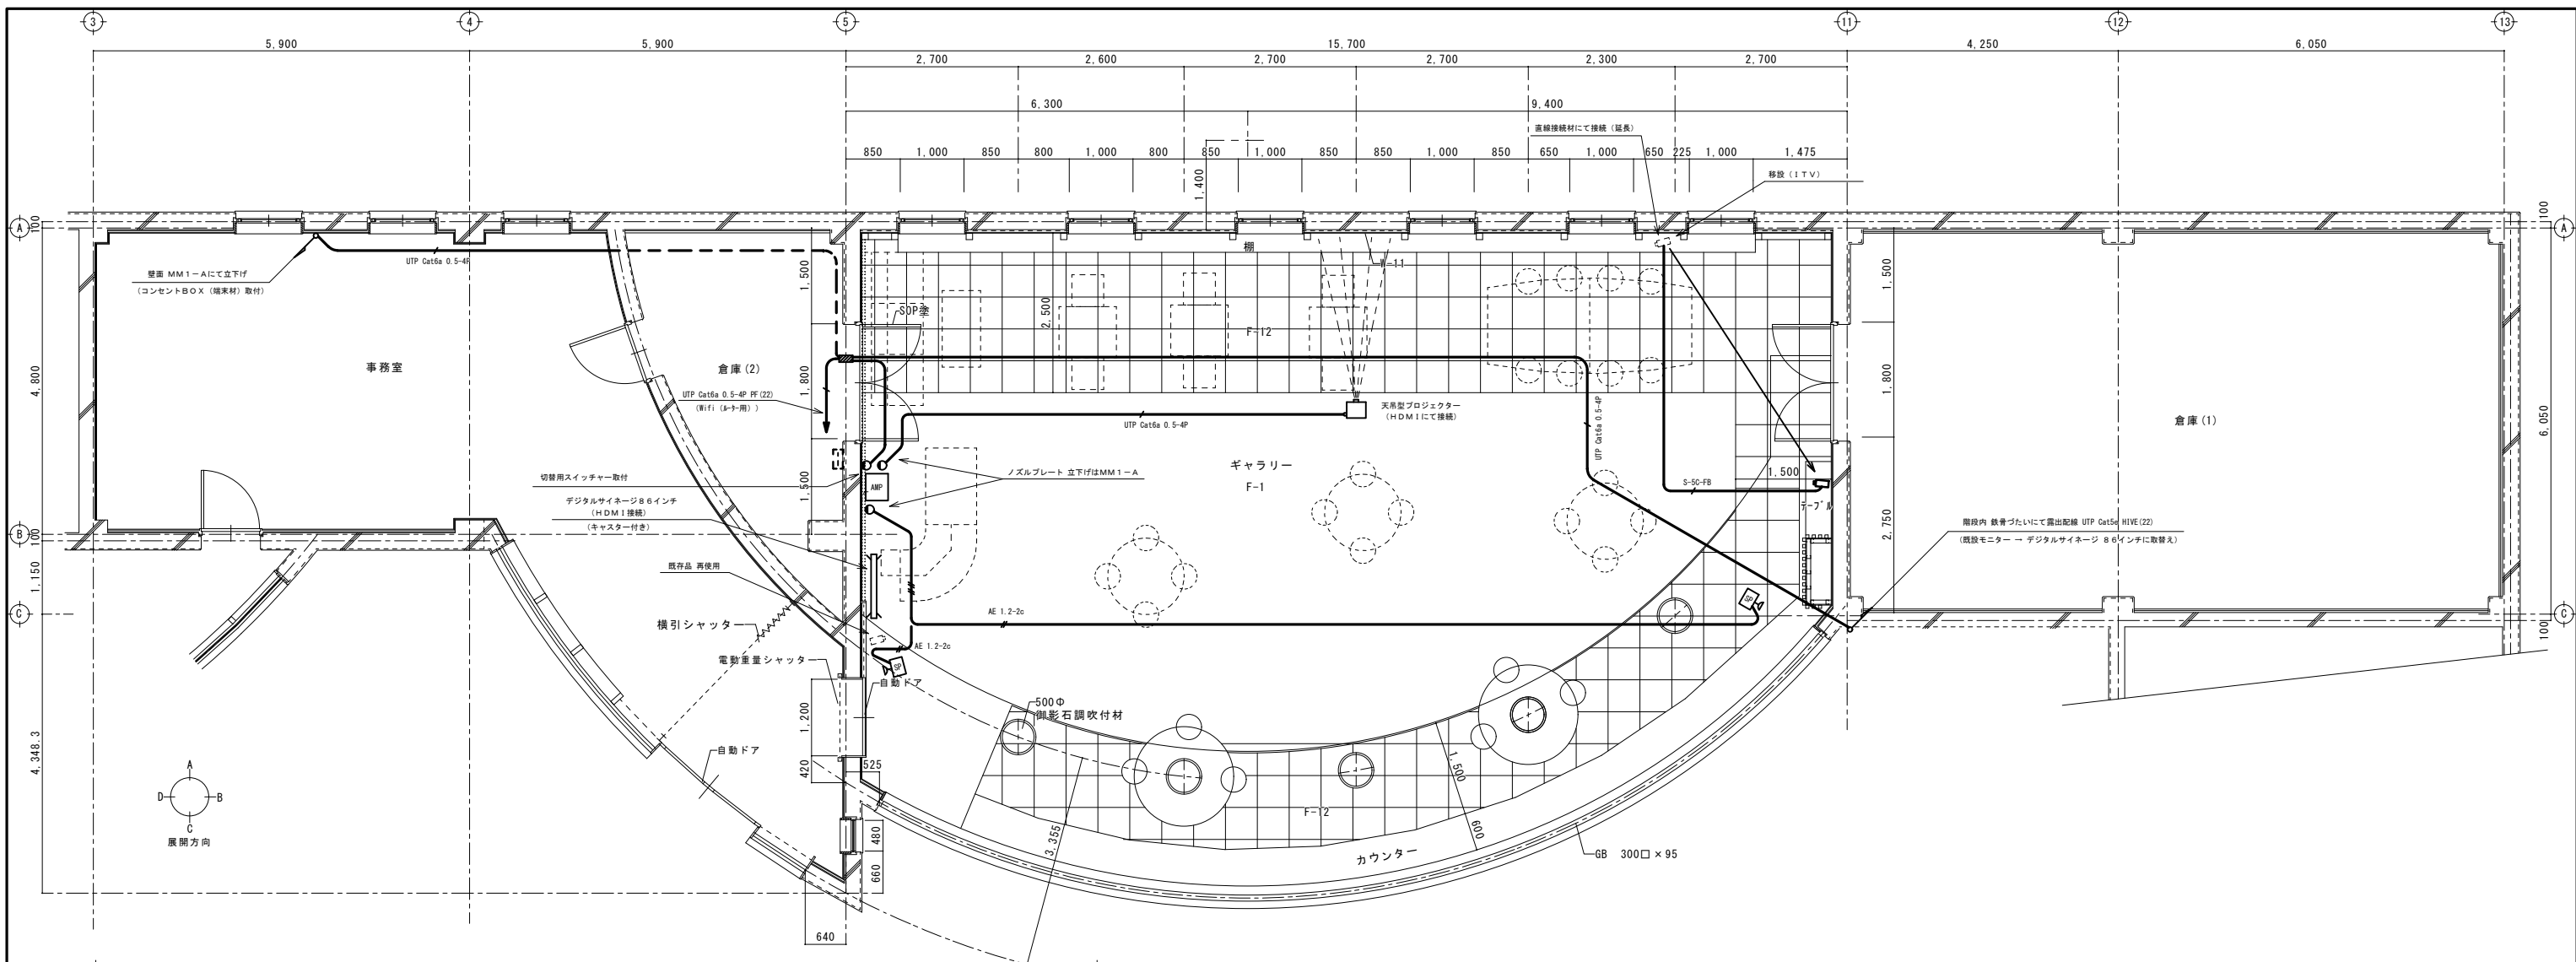 3
4
5
11
12
13
5,900
5,900
15,700
4,250
6,050
2,700
2,600
2,700
2,700
2,300
2,700
6,300
9,400
直線接続材にて接続（延長）
850
1,000
850
800
1,000
800
850
1,000
850
850
1,000
850
650
1,000
650
225
1,000
1,475
移設（ＩＴＶ）
1,400
A
100
100
A
棚
W-11
UTP Cat6a 0.5-4P
壁面 ＭＭ１－Ａにて立下げ
（コンセントＢＯＸ（端末材）取付）
1,500
2,500
1,500
SOP塗
F-12
事務室
倉庫(2)
4,800
1,800
1,800
UTP Cat6a 0.5-4P PF(22)
(Wifi（ルーター用）)
天吊型プロジェクター
（ＨＤＭＩにて接続）
UTP Cat6a 0.5-4P
UTP Cat6a 0.5-4P
倉庫(1)
6,050
ギャラリー
F-1
ノズルプレート 立下げはＭＭ１－Ａ
切替用スイッチャー取付
AMP
1,500
1,500
S-5C-FB
テーブル
デジタルサイネージ８６インチ
（ＨＤＭＩ接続）
（キャスター付き）
階段内 鉄骨づたいにて露出配線 UTP Cat5e HIVE(22)
（既設モニター → デジタルサイネージ ８６インチに取替え）
B
100
2,750
既存品 再使用
1,150
C
C
100
AE 1.2-2c
SP
横引シャッター
AE 1.2-2c
SP
電動重量シャッター
自動ドア
500Φ
御影石調吹付材
1,200
自動ドア
4,348.3
420
525
1,500
A
D
B
C
展開方向
F-12
480
600
3,355
カウンター
GB 300□×95
660
640